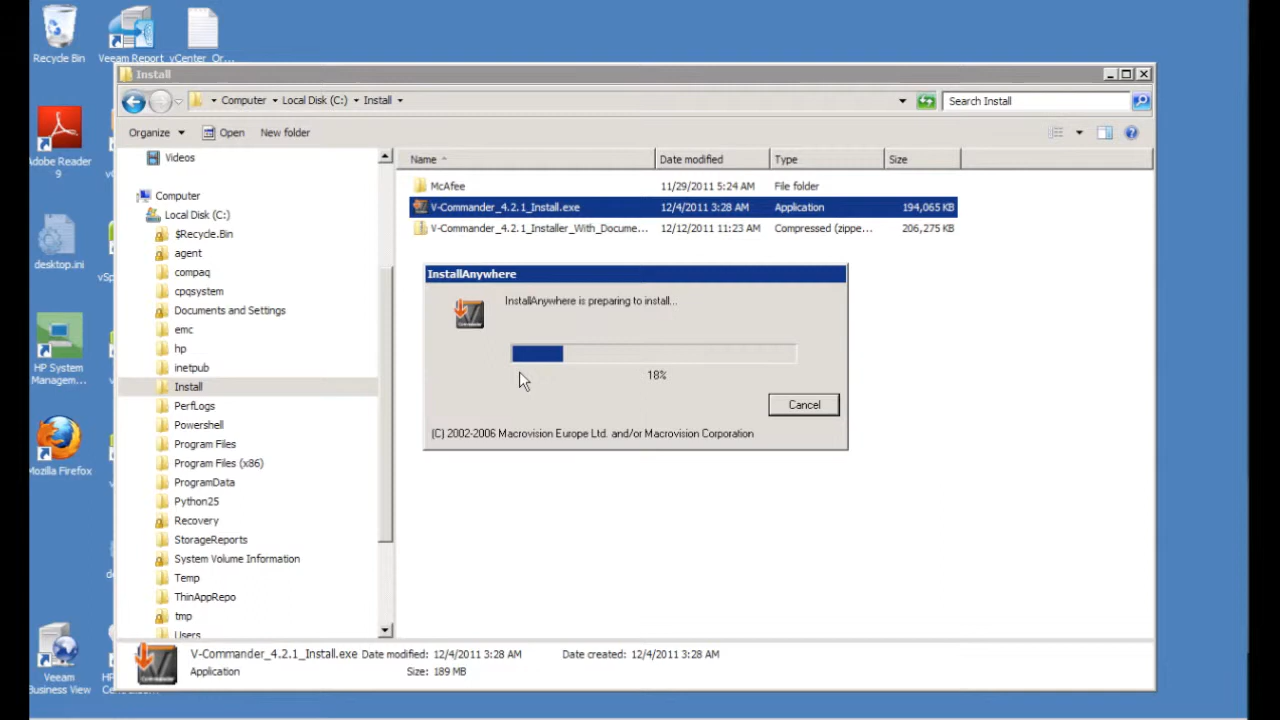 Recycle Bin
Veeam Report
vCenter_Or...
Install
Computer
Local Disk (C:)
Install
Search Install
Organize
Open
New folder
Adobe Reader
9
Videos
Computer
Local Disk (C:)
$Recycle.Bin
agent
compaq
cpqsystem
Documents and Settings
emc
hp
inetpub
Install
PerfLogs
Powershell
Program Files
Program Files (x86)
ProgramData
Python25
Recovery
StorageReports
System Volume Information
Temp
ThinAppRepo
tmp
Users
Name Date modified Type Size
McAfee 11/29/2011 5:24 AM File folder
V-Commander_4.2.1_Install.exe 12/4/2011 3:28 AM Application 194,065 KB
V-Commander_4.2.1_Installer_With_Docume... 12/12/2011 11:23 AM Compressed (zippe... 206,275 KB
desktop.ini
HP System
Managem...
Mozilla Firefox
Veeam
Business View
InstallAnywhere
InstallAnywhere is preparing to install...
Commander
18%
Cancel
(C) 2002-2006 Macrovision Europe Ltd. and/or Macrovision Corporation
V-Commander_4.2.1_Install.exe Date modified: 12/4/2011 3:28 AM Date created: 12/4/2011 3:28 AM
Application Size: 189 MB
Commander